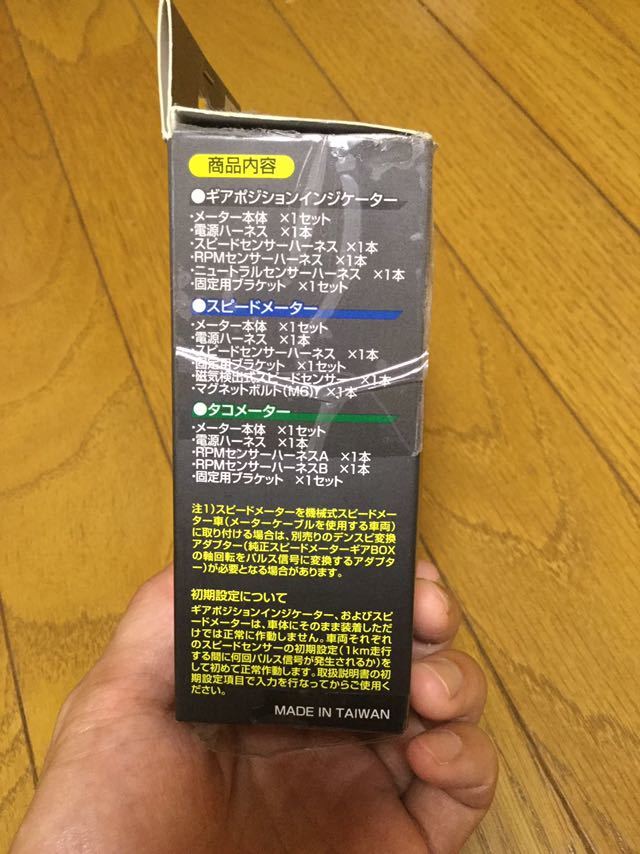 商品内容
●ギアポジションインジケーター
・メーター本体 ×1セット
・電源ハーネス ×1本
・スピードセンサーハーネス ×1本
・RPMセンサーハーネス ×1本
・ニュートラルセンサーハーネス ×1本
・固定用ブラケット ×1セット
●スピードメーター
・メーター本体 ×1セット
・電源ハーネス ×1本
・スピードセンサーハーネス ×1本
・固定用ブラケット ×1セット
・磁気検出式スピードセンサー ×1本
・マグネットボルト(M6) ×1本
●タコメーター
・メーター本体 ×1セット
・電源ハーネス ×1本
・RPMセンサーハーネスA ×1本
・RPMセンサーハーネスB ×1本
・固定用ブラケット ×1セット
注1)スピードメーターを機械式スピードメー
ター車(メーターケーブルを使用する車両)
に取り付ける場合は、別売りのデンスピ変換
アダプター(純正スピードメーターギアBOX
の軸回転をパルス信号に変換するアダプタ
ー)が必要となる場合があります。
初期設定について
ギアポジションインジケーター、およびスピ
ードメーターは、車体にそのまま装着しただ
けでは正常に作動しません。車両それぞれ
のスピードセンサーの初期設定(1km走行
する間に何回パルス信号が発生されるか)を
して初めて正常作動します。取扱説明書の初
期設定項目で入力を行なってからご使用く
ださい。
MADE IN TAIWAN